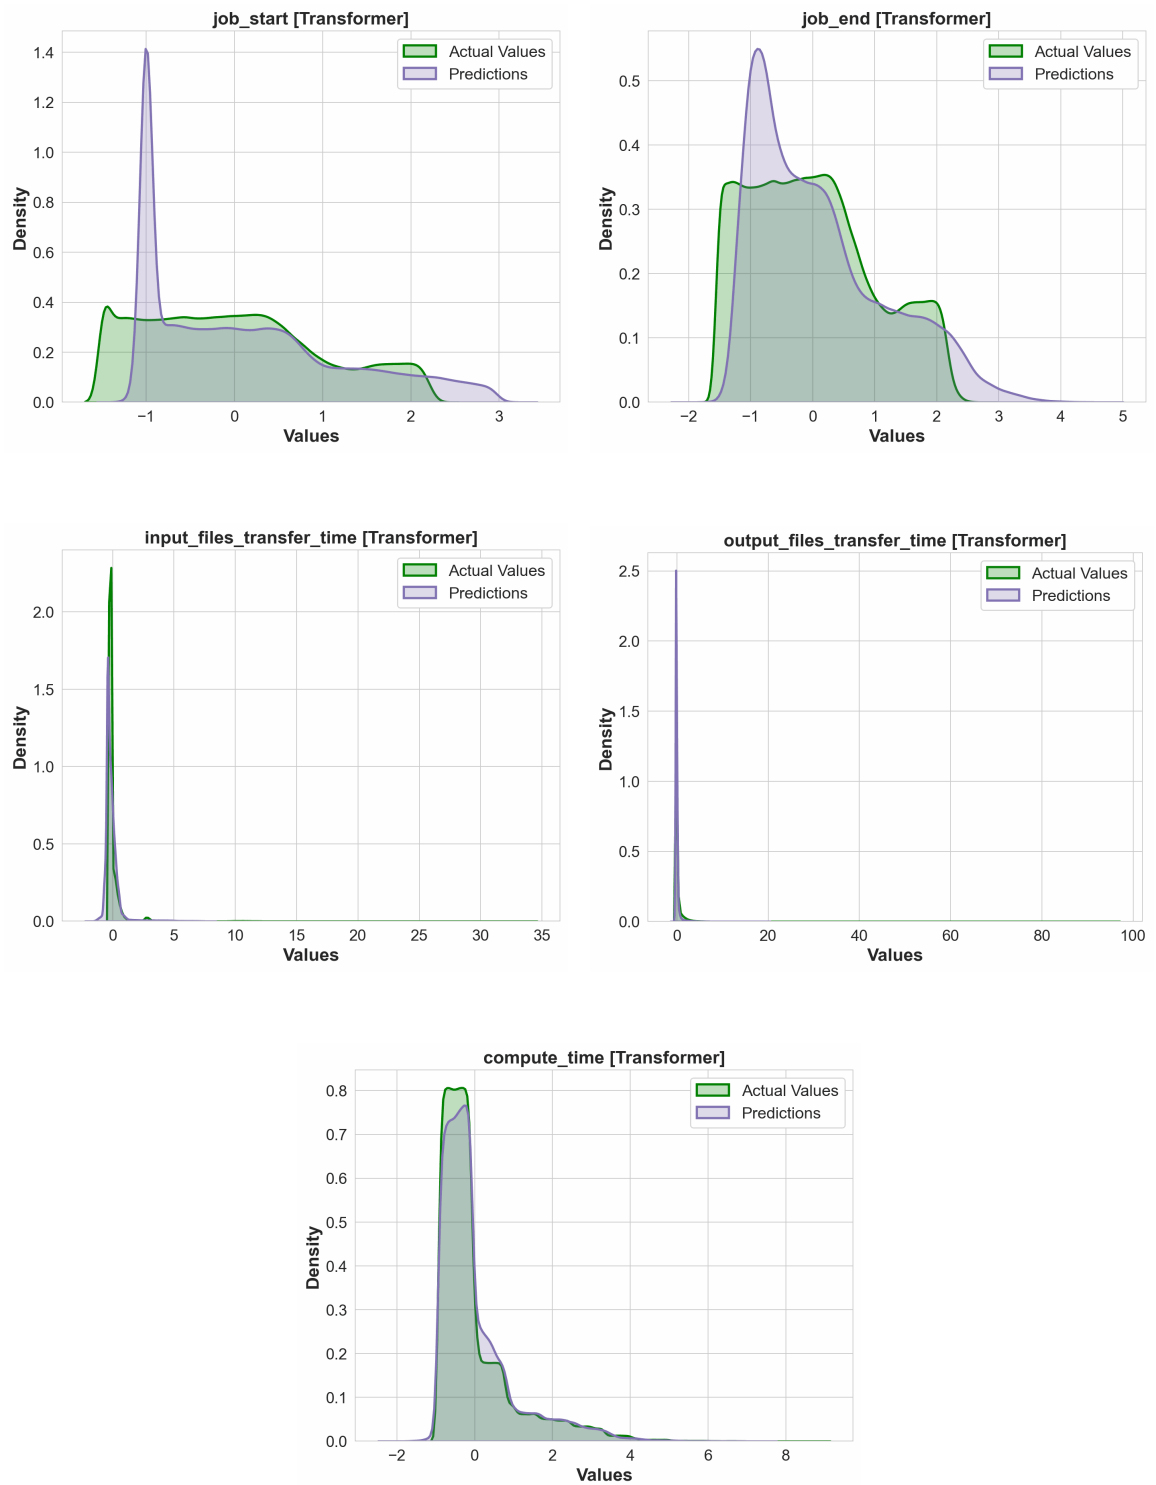 job_start [Transformer]
Actual Values
Predictions
1.4
1.2
1.0
0.8
0.6
0.4
0.2
0.0
Density
−1
0
1
2
3
Values
job_end [Transformer]
Actual Values
Predictions
0.5
0.4
0.3
0.2
0.1
0.0
Density
−2
−1
0
1
2
3
4
5
Values
input_files_transfer_time [Transformer]
Actual Values
Predictions
2.0
1.5
1.0
0.5
0.0
Density
0
5
10
15
20
25
30
35
Values
output_files_transfer_time [Transformer]
Actual Values
Predictions
2.5
2.0
1.5
1.0
0.5
0.0
Density
0
20
40
60
80
100
Values
compute_time [Transformer]
Actual Values
Predictions
0.8
0.7
0.6
0.5
0.4
0.3
0.2
0.1
0.0
Density
−2
0
2
4
6
8
Values